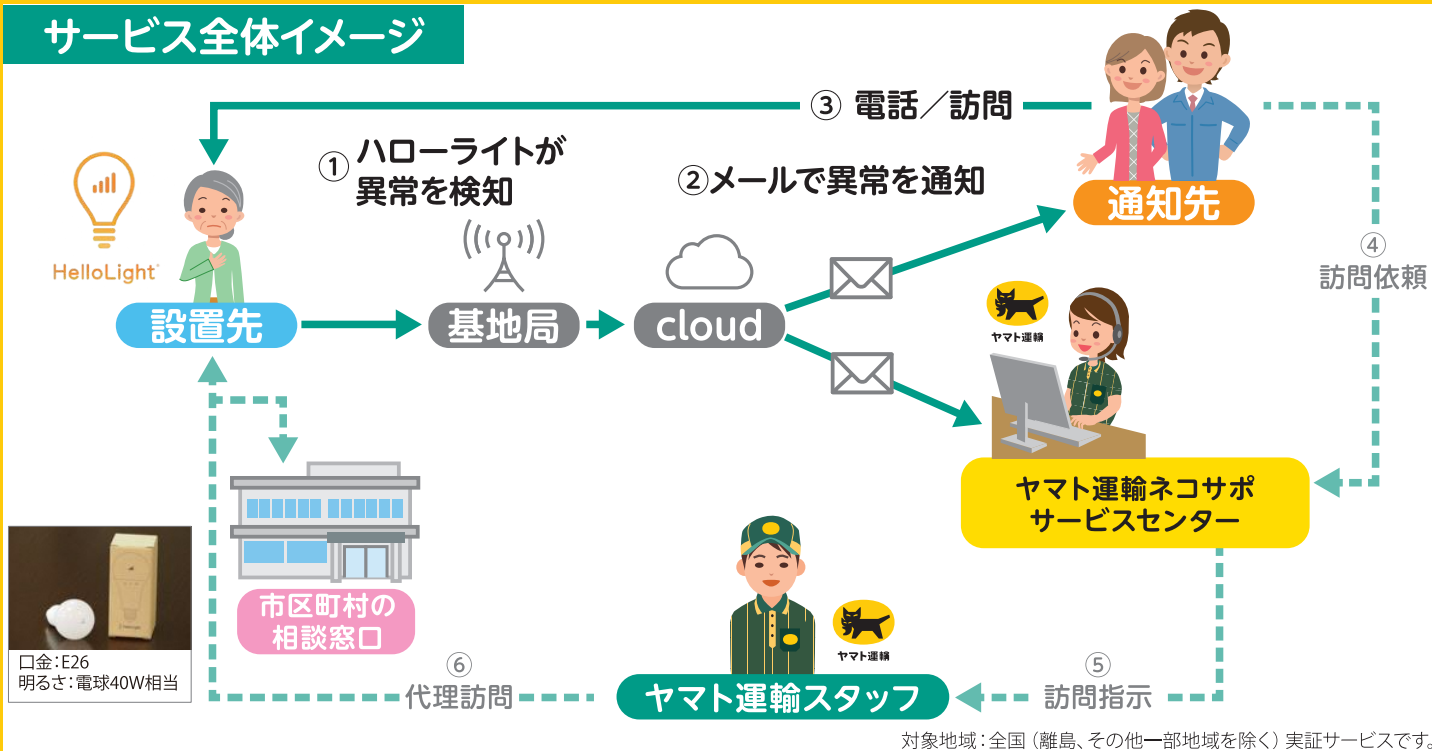 サービス全体イメージ
③ 電話／訪問
① ハローライトが
異常を検知
②メールで異常を通知
通知先
④
訪問依頼
HelloLight
設置先
基地局
cloud
ヤマト運輸
ヤマト運輸ネコサポ
サービスセンター
市区町村の
相談窓口
口金：E26
明るさ：電球40W相当
ヤマト運輸
⑥
代理訪問
ヤマト運輸スタッフ
⑤
訪問指示
対象地域：全国（離島、その他一部地域を除く）実証サービスです。